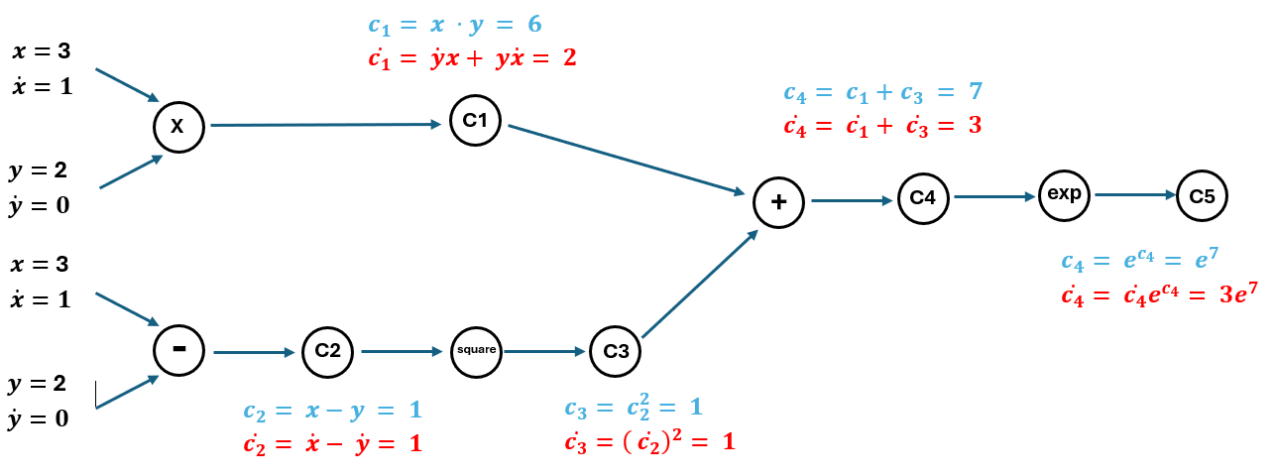 c₁ = x · y = 6
ċ₁ = ẏx + yẋ = 2
x = 3
ẋ = 1
y = 2
ẏ = 0
X
C1
c₄ = c₁ + c₃ = 7
ċ₄ = ċ₁ + ċ₃ = 3
+
C4
exp
C5
c₄ = e^{c₄} = e⁷
ċ₄ = ċ₄e^{c₄} = 3e⁷
x = 3
ẋ = 1
y = 2
ẏ = 0
-
C2
square
C3
c₂ = x − y = 1
ċ₂ = ẋ − ẏ = 1
c₃ = c₂² = 1
ċ₃ = (ċ₂)² = 1